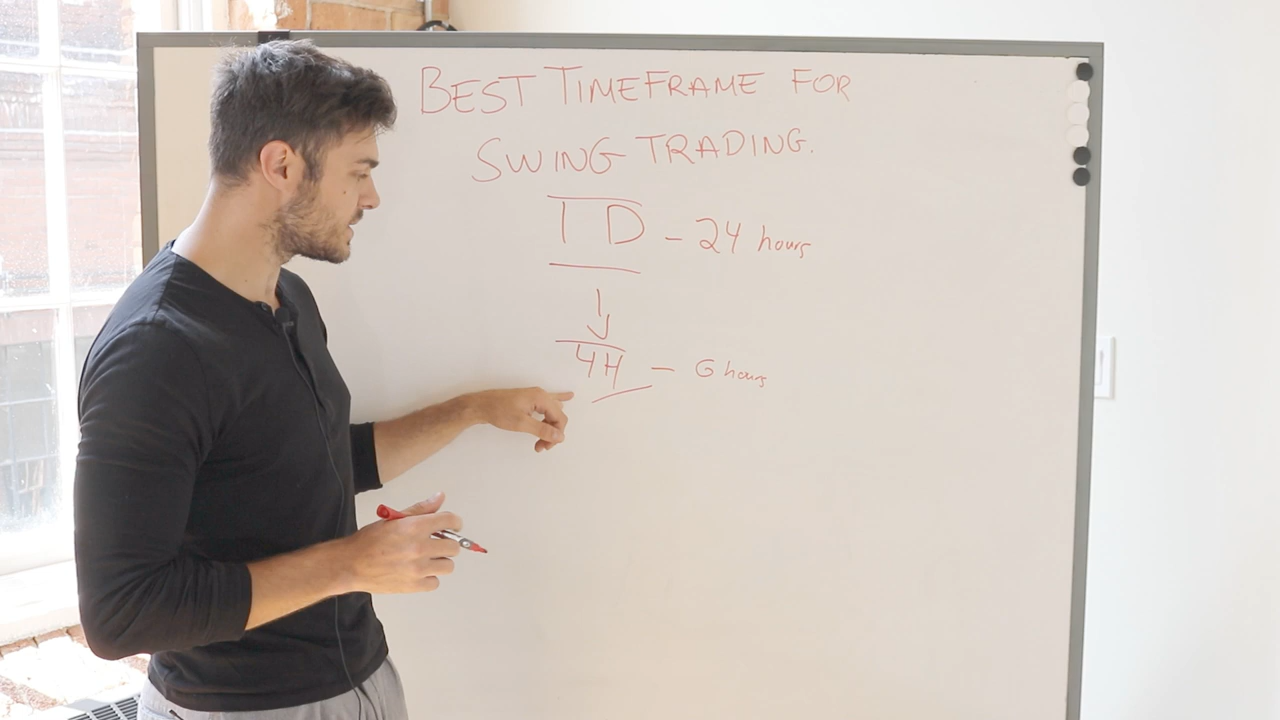 BEST TIMEFRAME FOR
SWING TRADING.
1D - 24 hours
4H - 6 hours